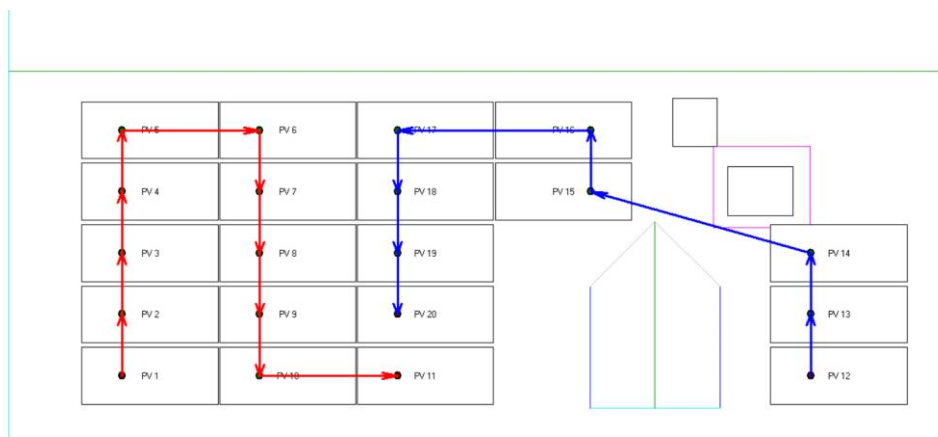 PV 5 PV 6 PV 17 PV 16
PV 4 PV 7 PV 18 PV 15
PV 3 PV 8 PV 19 PV 14
PV 2 PV 9 PV 20 PV 13
PV 1 PV 10 PV 11 PV 12